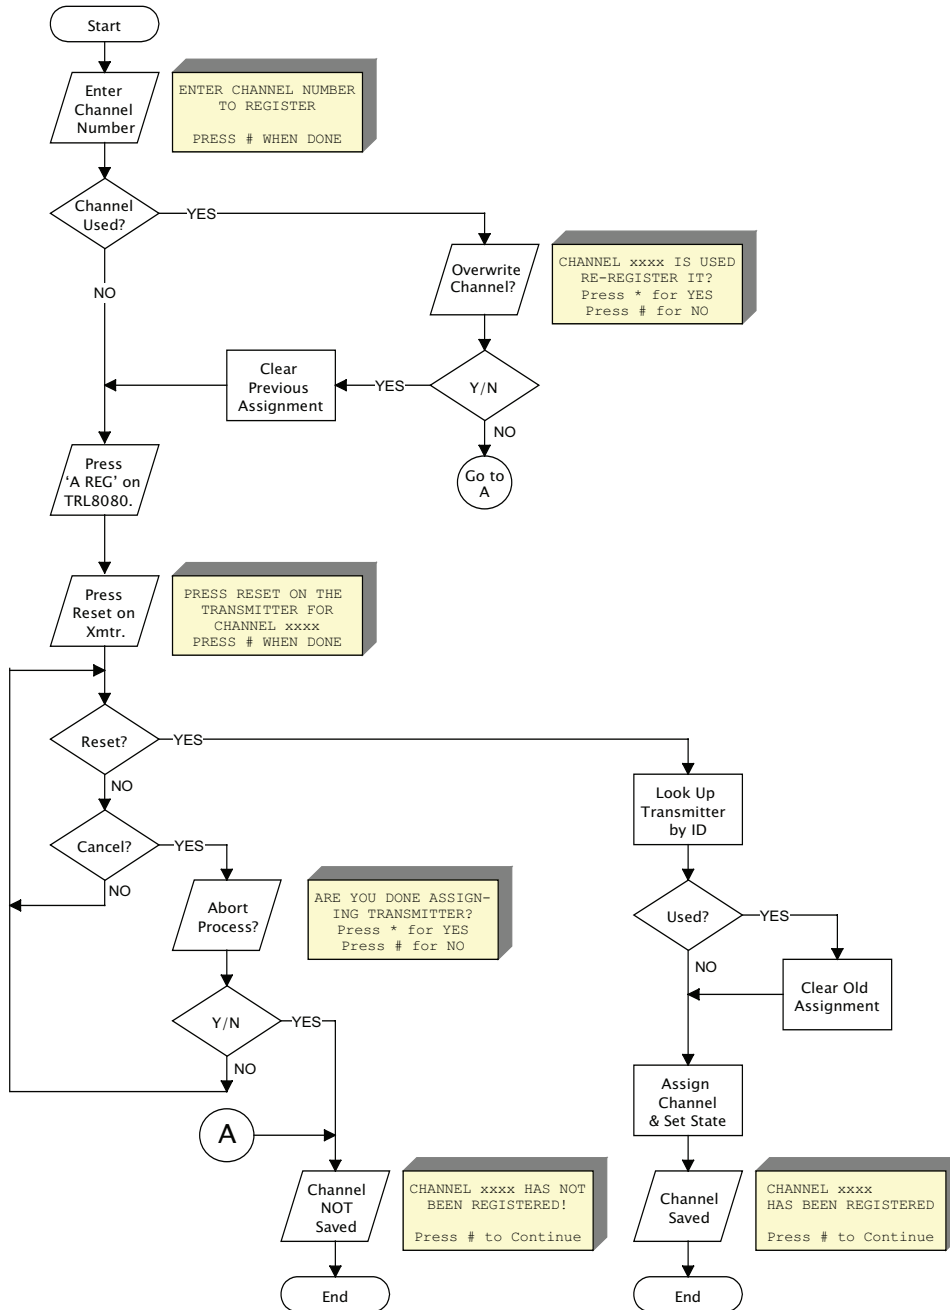 Start
Enter
Channel
Number
ENTER CHANNEL NUMBER
TO REGISTER
PRESS # WHEN DONE
Channel
Used?
YES
NO
Overwrite
Channel?
CHANNEL xxxx IS USED
RE-REGISTER IT?
Press * for YES
Press # for NO
Clear
Previous
Assignment
YES
Y/N
NO
Go to
A
Press
‘A REG’ on
TRL8080.
Press
Reset on
Xmtr.
PRESS RESET ON THE
TRANSMITTER FOR
CHANNEL xxxx
PRESS # WHEN DONE
Reset?
YES
NO
Look Up
Transmitter
by ID
Cancel?
YES
NO
Abort
Process?
ARE YOU DONE ASSIGN-
ING TRANSMITTER?
Press * for YES
Press # for NO
Used?
YES
NO
Clear Old
Assignment
Y/N
YES
NO
Assign
Channel
& Set State
A
Channel
NOT
Saved
CHANNEL xxxx HAS NOT
BEEN REGISTERED!
Press # to Continue
Channel
Saved
CHANNEL xxxx
HAS BEEN REGISTERED
Press # to Continue
End
End